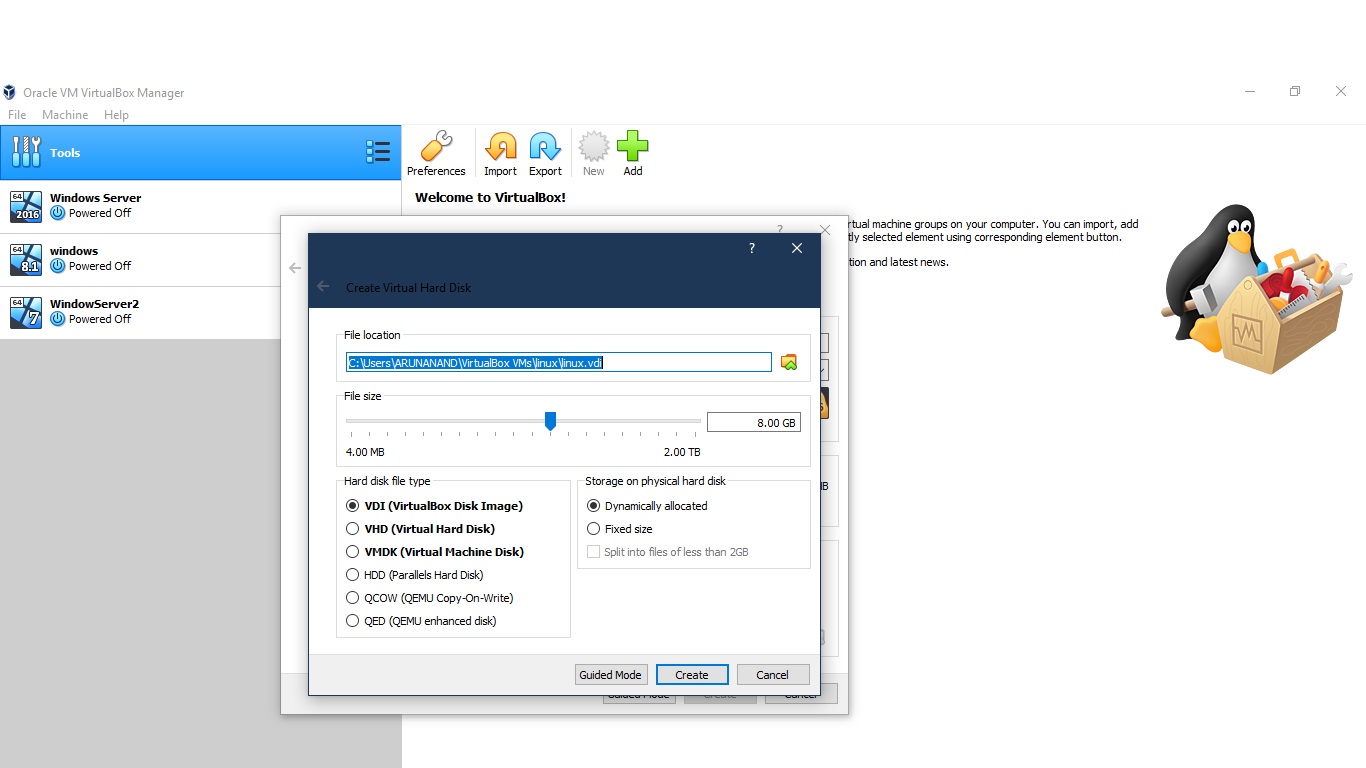 Oracle VM VirtualBox Manager
File Machine Help
Tools
Preferences Import Export New Add
64 2016 Windows Server
Powered Off
64 8.1 windows
Powered Off
64 7 WindowServer2
Powered Off
Welcome to VirtualBox!
rtual machine groups on your computer. You can import, add
tly selected element using corresponding element button.
tion and latest news.
?
?
Create Virtual Hard Disk
File location
C:\Users\ARUNANAND\VirtualBox VMs\linux\linux.vdi
File size
8.00 GB
4.00 MB 2.00 TB
Hard disk file type
VDI (VirtualBox Disk Image)
VHD (Virtual Hard Disk)
VMDK (Virtual Machine Disk)
HDD (Parallels Hard Disk)
QCOW (QEMU Copy-On-Write)
QED (QEMU enhanced disk)
Storage on physical hard disk
Dynamically allocated
Fixed size
Split into files of less than 2GB
Guided Mode Create Cancel
Guided Mode Create Cancel